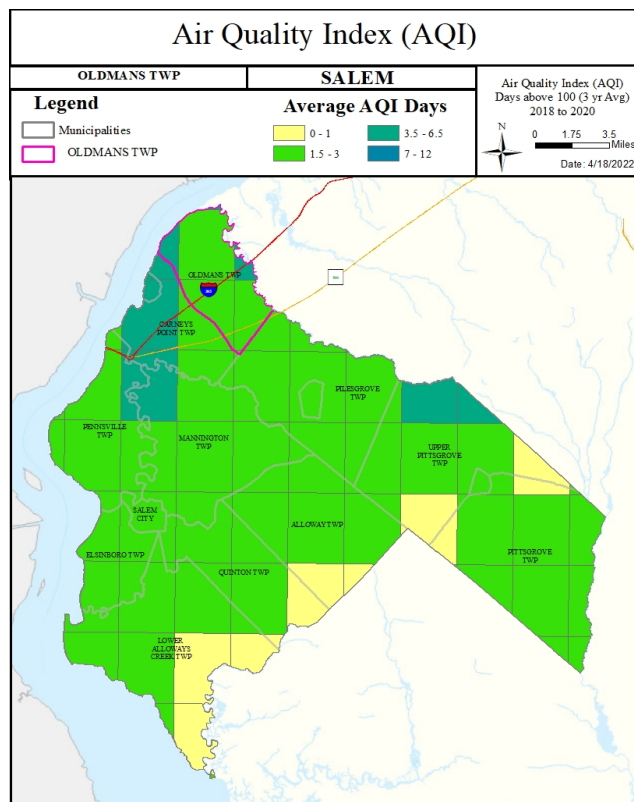 Air Quality Index (AQI)
OLDMANS TWP
SALEM
Legend
Municipalities
OLDMANS TWP
Average AQI Days
0 - 1
1.5 - 3
3.5 - 6.5
7 - 12
Air Quality Index (AQI)
Days above 100 (3 yr Avg)
2018 to 2020
N
0 1.75 3.5
Miles
Date: 4/18/2022
OLDMANS TWP
CARNEYS
POINT TWP
PILESGROVE
TWP
PENNSVILLE
TWP
MANNINGTON
TWP
UPPER
PITTSGROVE
TWP
SALEM
CITY
ALLOWAY TWP
ELSINBORO TWP
PITTSGROVE
TWP
QUINTON TWP
LOWER
ALLOWAYS
CREEK TWP